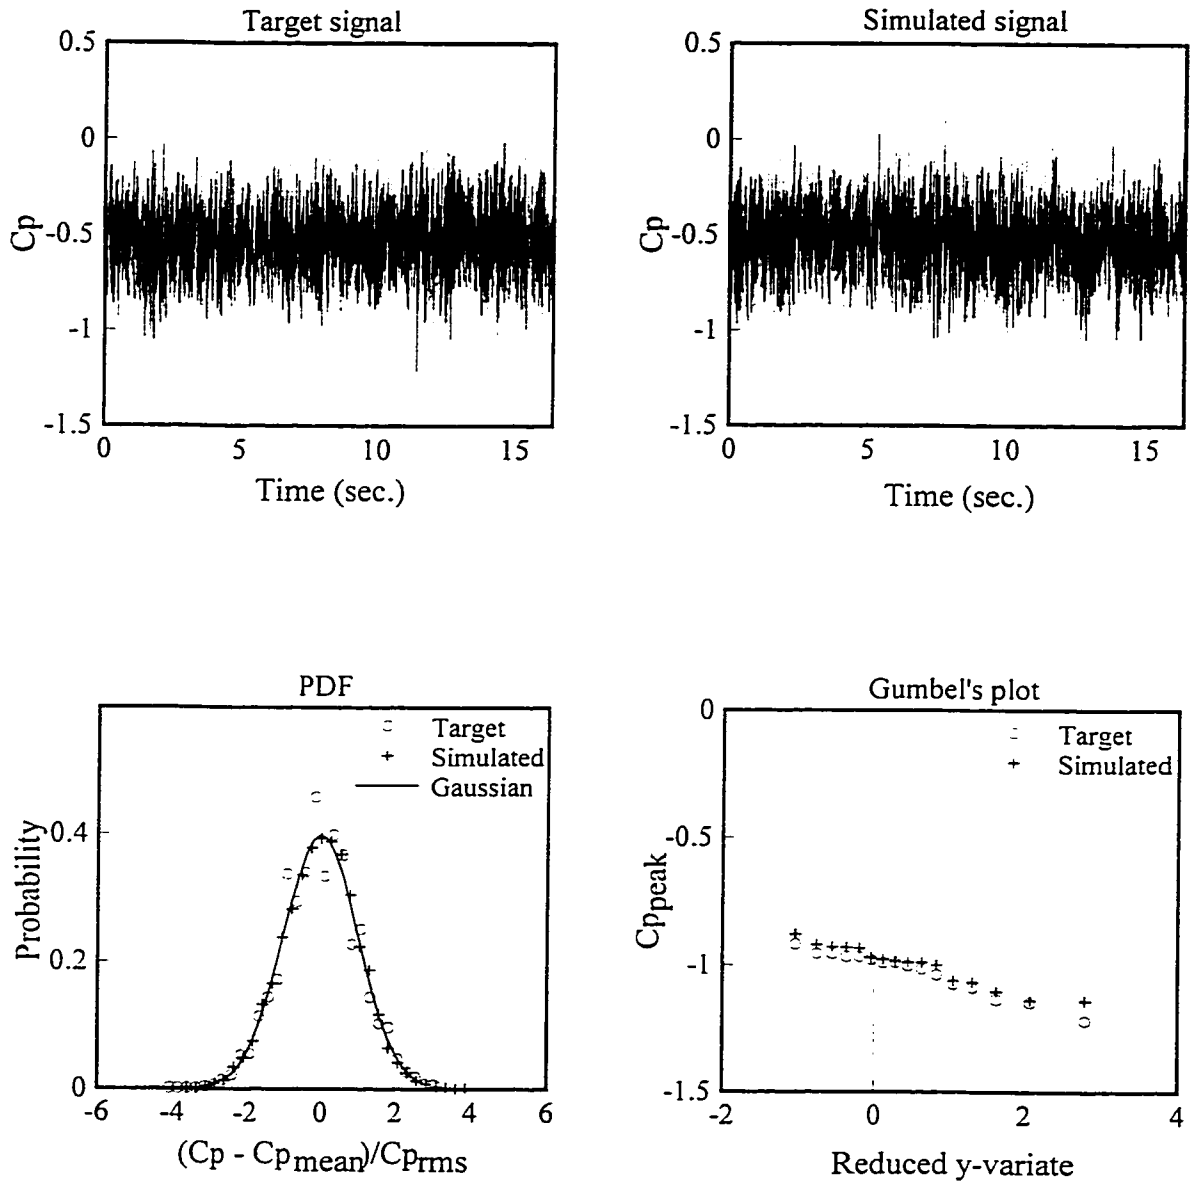 Target signal
0.5
0
-0.5
-1
-1.5
Cp
0 5 10 15
Time (sec.)
Simulated signal
0.5
0
-0.5
-1
-1.5
Cp
0 5 10 15
Time (sec.)
PDF
Target
Simulated
Gaussian
0.4
0.2
0
Probability
-6 -4 -2 0 2 4 6
(Cp - Cpmean)/Cprms
Gumbel's plot
Target
Simulated
0
-0.5
-1
-1.5
Cppeak
-2 0 2 4
Reduced y-variate